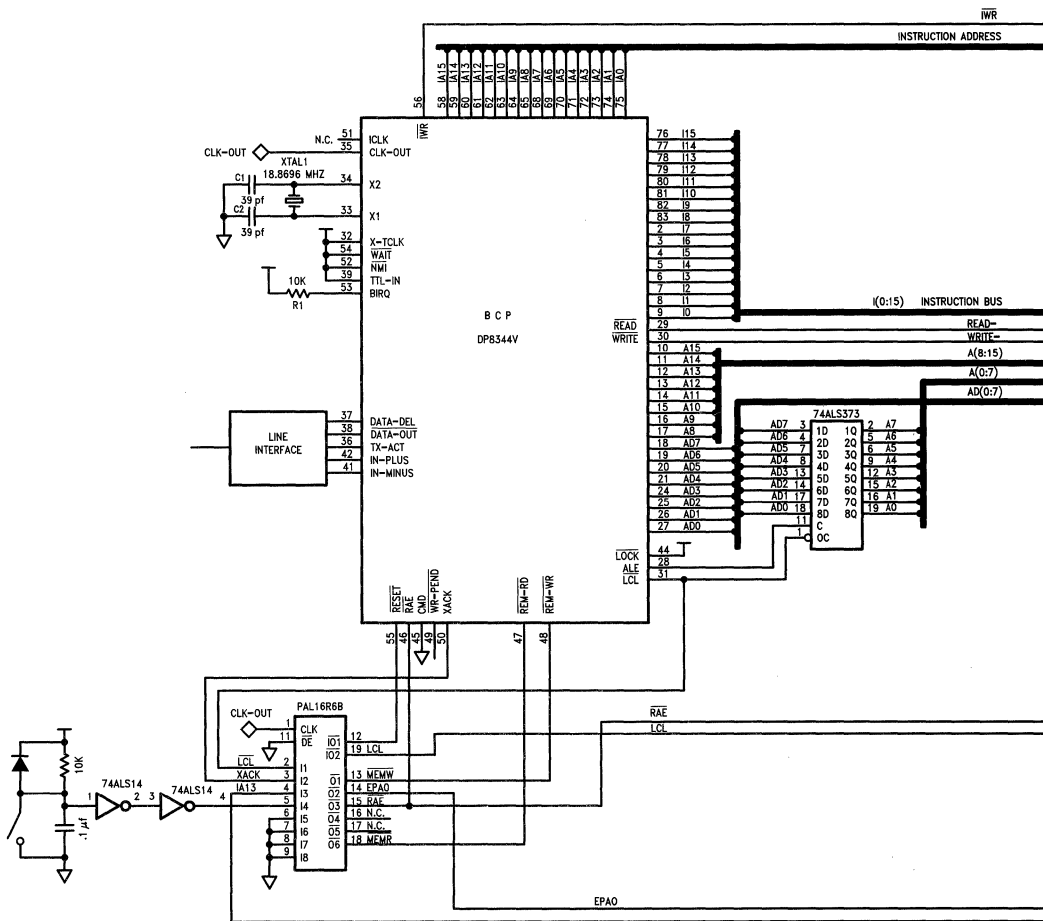 IWR
INSTRUCTION ADDRESS
IA15 IA14 IA13 IA12 IA11 IA10 IA9 IA8 IA7 IA6 IA5 IA4 IA3 IA2 IA1 IA0
56 58 59 60 61 62 63 64 65 68 69 70 71 72 73 74 75
IWR
N.C. 51 ICLK
35 CLK-OUT
CLK-OUT
XTAL1
18.8696 MHZ
C1
39 pf
C2
39 pf
34 X2
33 X1
32 X-TCLK
54 WAIT
52 NMI
39 TTL-IN
53 BIRQ
10K
R1
BCP
DP8344V
76 I15
77 I14
78 I13
79 I12
80 I11
81 I10
82 I9
83 I8
2 I7
3 I6
4 I5
5 I4
6 I3
7 I2
8 I1
9 I0
I(0:15) INSTRUCTION BUS
READ 29 READ-
WRITE 30 WRITE-
10 A15
11 A14
12 A13
13 A12
14 A11
15 A10
16 A9
17 A8
18 AD7
19 AD6
20 AD5
21 AD4
24 AD3
25 AD2
26 AD1
27 AD0
A(8:15)
A(0:7)
AD(0:7)
74ALS373
AD7 3 1D 1Q 2 A7
AD6 4 2D 2Q 5 A6
AD5 7 3D 3Q 6 A5
AD4 8 4D 4Q 9 A4
AD3 13 5D 5Q 12 A3
AD2 14 6D 6Q 15 A2
AD1 17 7D 7Q 16 A1
AD0 18 8D 8Q 19 A0
11 C
1 OC
LINE
INTERFACE
37 DATA-DEL
38 DATA-OUT
36 TX-ACT
42 IN-PLUS
41 IN-MINUS
LOCK 44
ALE 28
LCL 31
RESET RAE CMD WR-PEND XACK REM-RD REM-WR
55 46 45 49 50 47 48
PAL16R6B
CLK-OUT
1 CLK
11 OE
IO1 12
IO2 19 LCL
LCL 2 I1
XACK 3 I2
IA13 4 I3
5 I4
6 I5
7 I6
8 I7
9 I8
O1 13 MEMW
O2 14 EPAO
O3 15 RAE
O4 16 N.C.
O5 17 N.C.
O6 18 MEMR
RAE
LCL
10K
.1 µf
74ALS14
1 2
74ALS14
3 4
EPAO